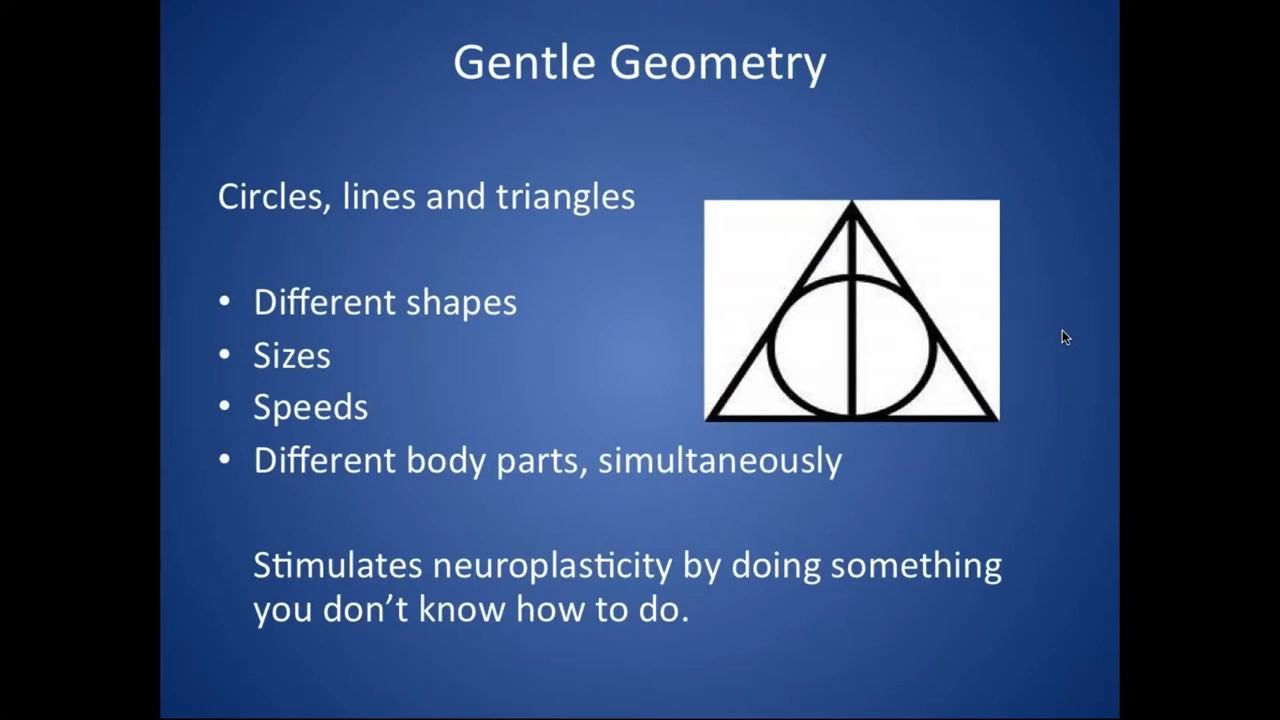 Gentle Geometry
Circles, lines and triangles
• Different shapes
• Sizes
• Speeds
• Different body parts, simultaneously
Stimulates neuroplasticity by doing something
you don’t know how to do.